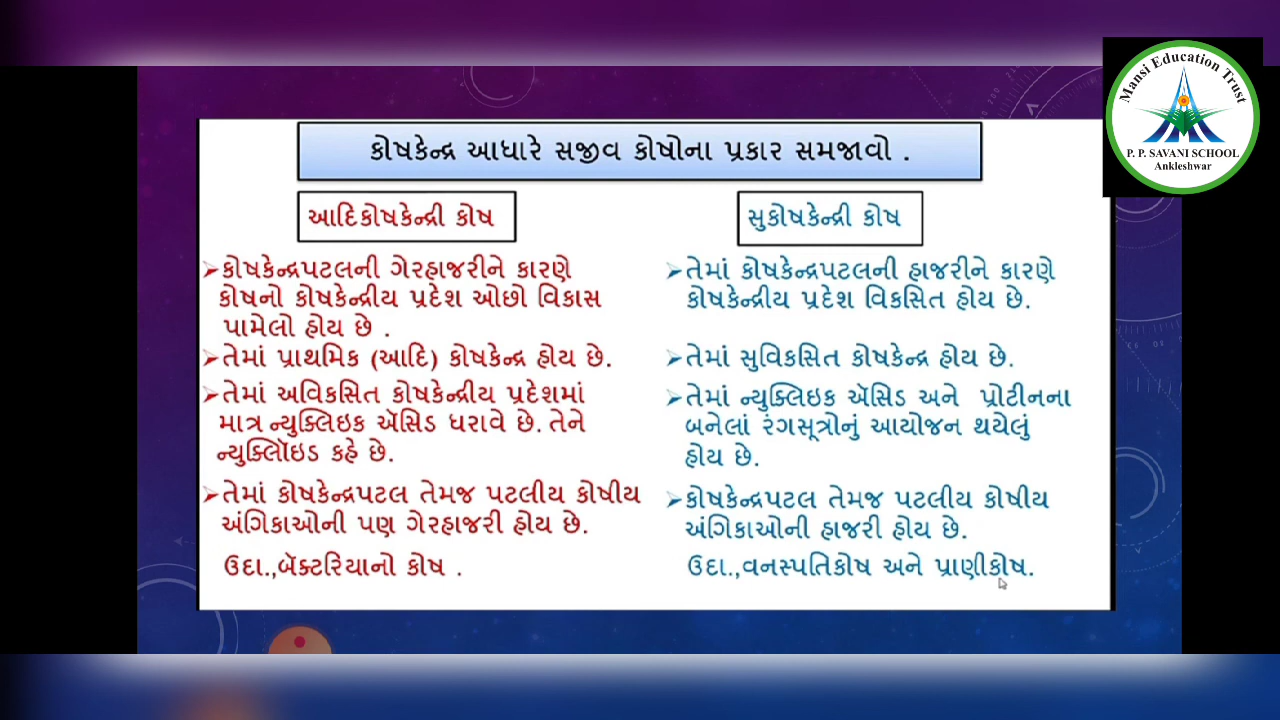 Mansi Education Trust
P. P. SAVANI SCHOOL
Ankleshwar
કોષકેન્દ્ર આધારે સજીવ કોષોના પ્રકાર સમજાવો .
આદિકોષકેન્દ્રી કોષ
➢કોષકેન્દ્રપટલની ગેરહાજરીને કારણે
કોષનો કોષકેન્દ્રીય પ્રદેશ ઓછો વિકાસ
પામેલો હોય છે .
➢તેમાં પ્રાથમિક (આદિ) કોષકેન્દ્ર હોય છે.
➢તેમાં અવિકસિત કોષકેન્દ્રીય પ્રદેશમાં
માત્ર ન્યુક્લિઇક ઍસિડ ધરાવે છે. તેને
ન્યુક્લિૉઇડ કહે છે.
➢તેમાં કોષકેન્દ્રપટલ તેમજ પટલીય કોષીય
અંગિકાઓની પણ ગેરહાજરી હોય છે.
ઉદા.,બૅક્ટરિયાનો કોષ .
સુકોષકેન્દ્રી કોષ
➢તેમાં કોષકેન્દ્રપટલની હાજરીને કારણે
કોષકેન્દ્રીય પ્રદેશ વિકસિત હોય છે.
➢તેમાં સુવિકસિત કોષકેન્દ્ર હોય છે.
➢તેમાં ન્યુક્લિઇક ઍસિડ અને પ્રોટીનના
બનેલાં રંગસૂત્રોનું આયોજન થયેલું
હોય છે.
➢કોષકેન્દ્રપટલ તેમજ પટલીય કોષીય
અંગિકાઓની હાજરી હોય છે.
ઉદા.,વનસ્પતિકોષ અને પ્રાણીકોષ.